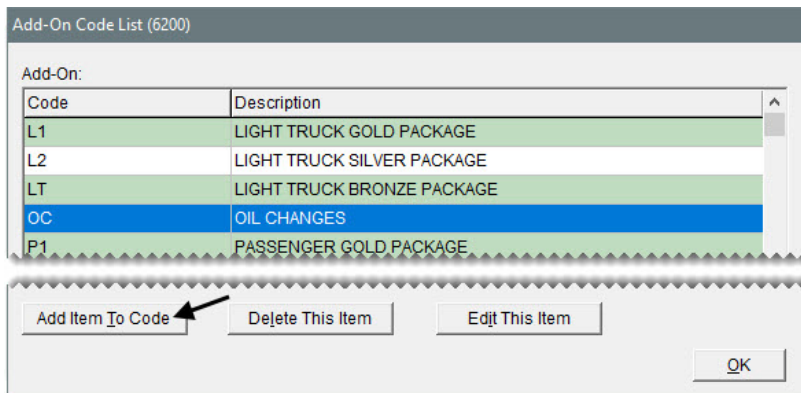 Add-On Code List (6200)
Add-On:
Code Description
L1 LIGHT TRUCK GOLD PACKAGE
L2 LIGHT TRUCK SILVER PACKAGE
LT LIGHT TRUCK BRONZE PACKAGE
OC OIL CHANGES
P1 PASSENGER GOLD PACKAGE
Add Item To Code Delete This Item Edit This Item
OK